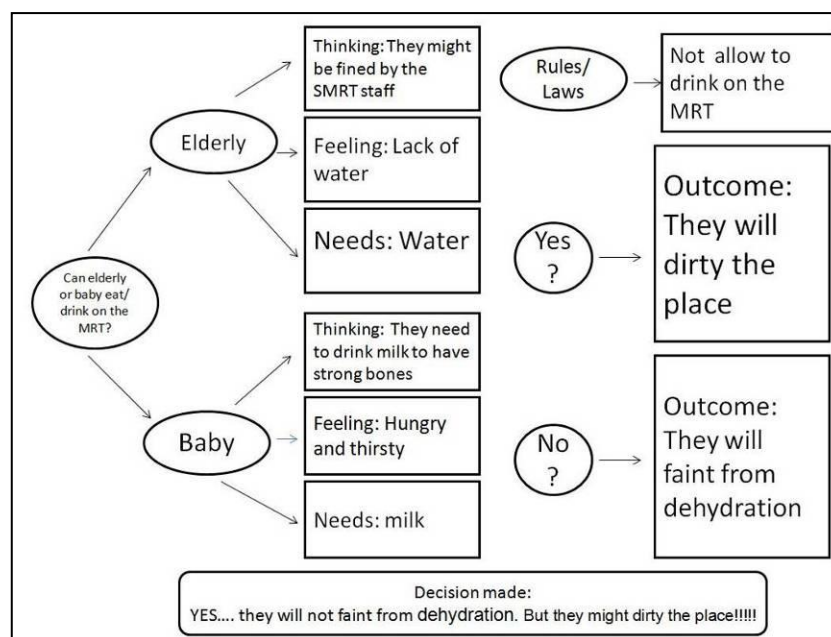 Can elderly
or baby eat/
drink on the
MRT?
Elderly
Thinking: They might
be fined by the
SMRT staff
Feeling: Lack of
water
Needs: Water
Baby
Thinking: They need
to drink milk to have
strong bones
Feeling: Hungry
and thirsty
Needs: milk
Rules/
Laws
Not allow to
drink on the
MRT
Yes
?
Outcome:
They will
dirty the
place
No
?
Outcome:
They will
faint from
dehydration
Decision made:
YES.... they will not faint from dehydration. But they might dirty the place!!!!!